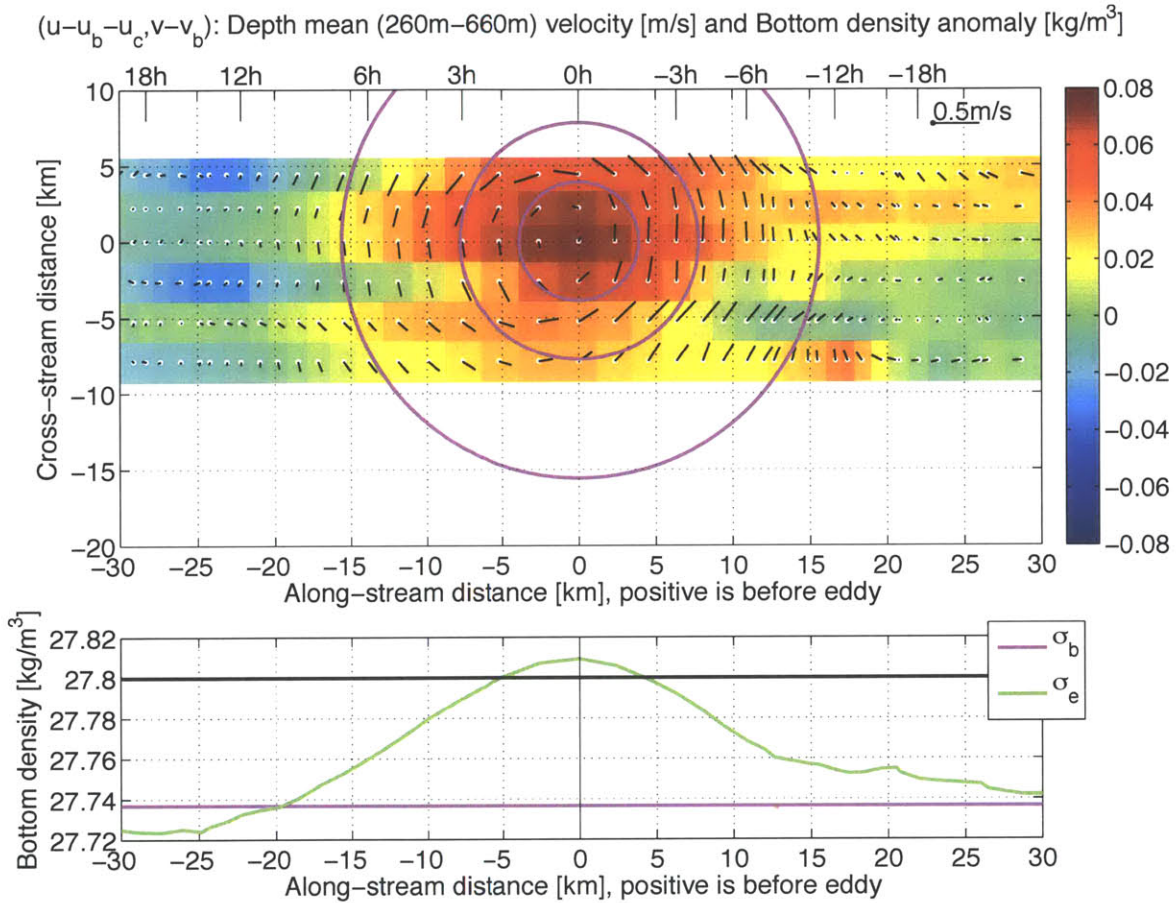 (u−u_b−u_c,v−v_b): Depth mean (260m−660m) velocity [m/s] and Bottom density anomaly [kg/m³]
18h 12h 6h 3h 0h −3h −6h −12h −18h
0.5m/s
10
5
0
−5
−10
−15
−20
Cross−stream distance [km]
−30 −25 −20 −15 −10 −5 0 5 10 15 20 25 30
Along−stream distance [km], positive is before eddy
0.08
0.06
0.04
0.02
0
−0.02
−0.04
−0.06
−0.08
Bottom density [kg/m³]
27.82
27.8
27.78
27.76
27.74
27.72
σ_b
σ_e
−30 −25 −20 −15 −10 −5 0 5 10 15 20 25 30
Along−stream distance [km], positive is before eddy